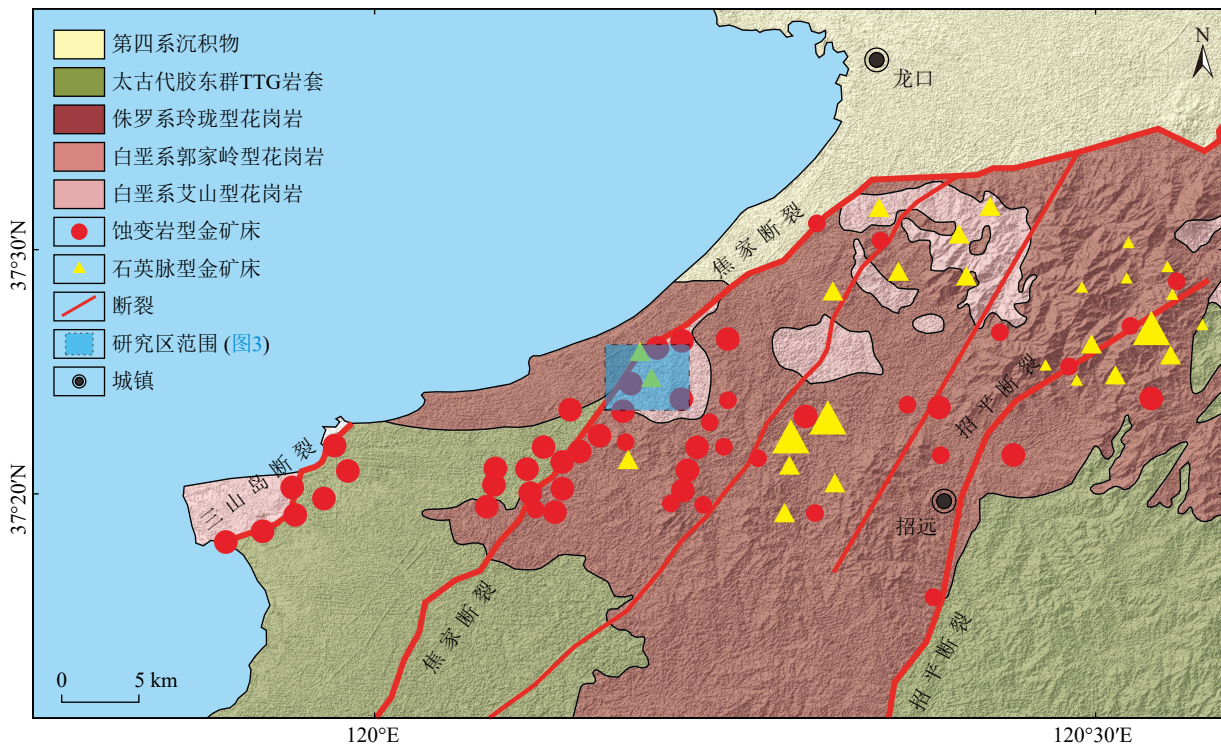 第四系沉积物
太古代胶东群TTG岩套
侏罗系玲珑型花岗岩
白垩系郭家岭型花岗岩
白垩系艾山型花岗岩
蚀变岩型金矿床
石英脉型金矿床
断裂
研究区范围 (图3)
城镇
N
龙口
焦家断裂
37°30'N
招平断裂
三山岛断裂
37°20'N
招远
焦家断裂
招平断裂
0 5 km
120°E
120°30'E